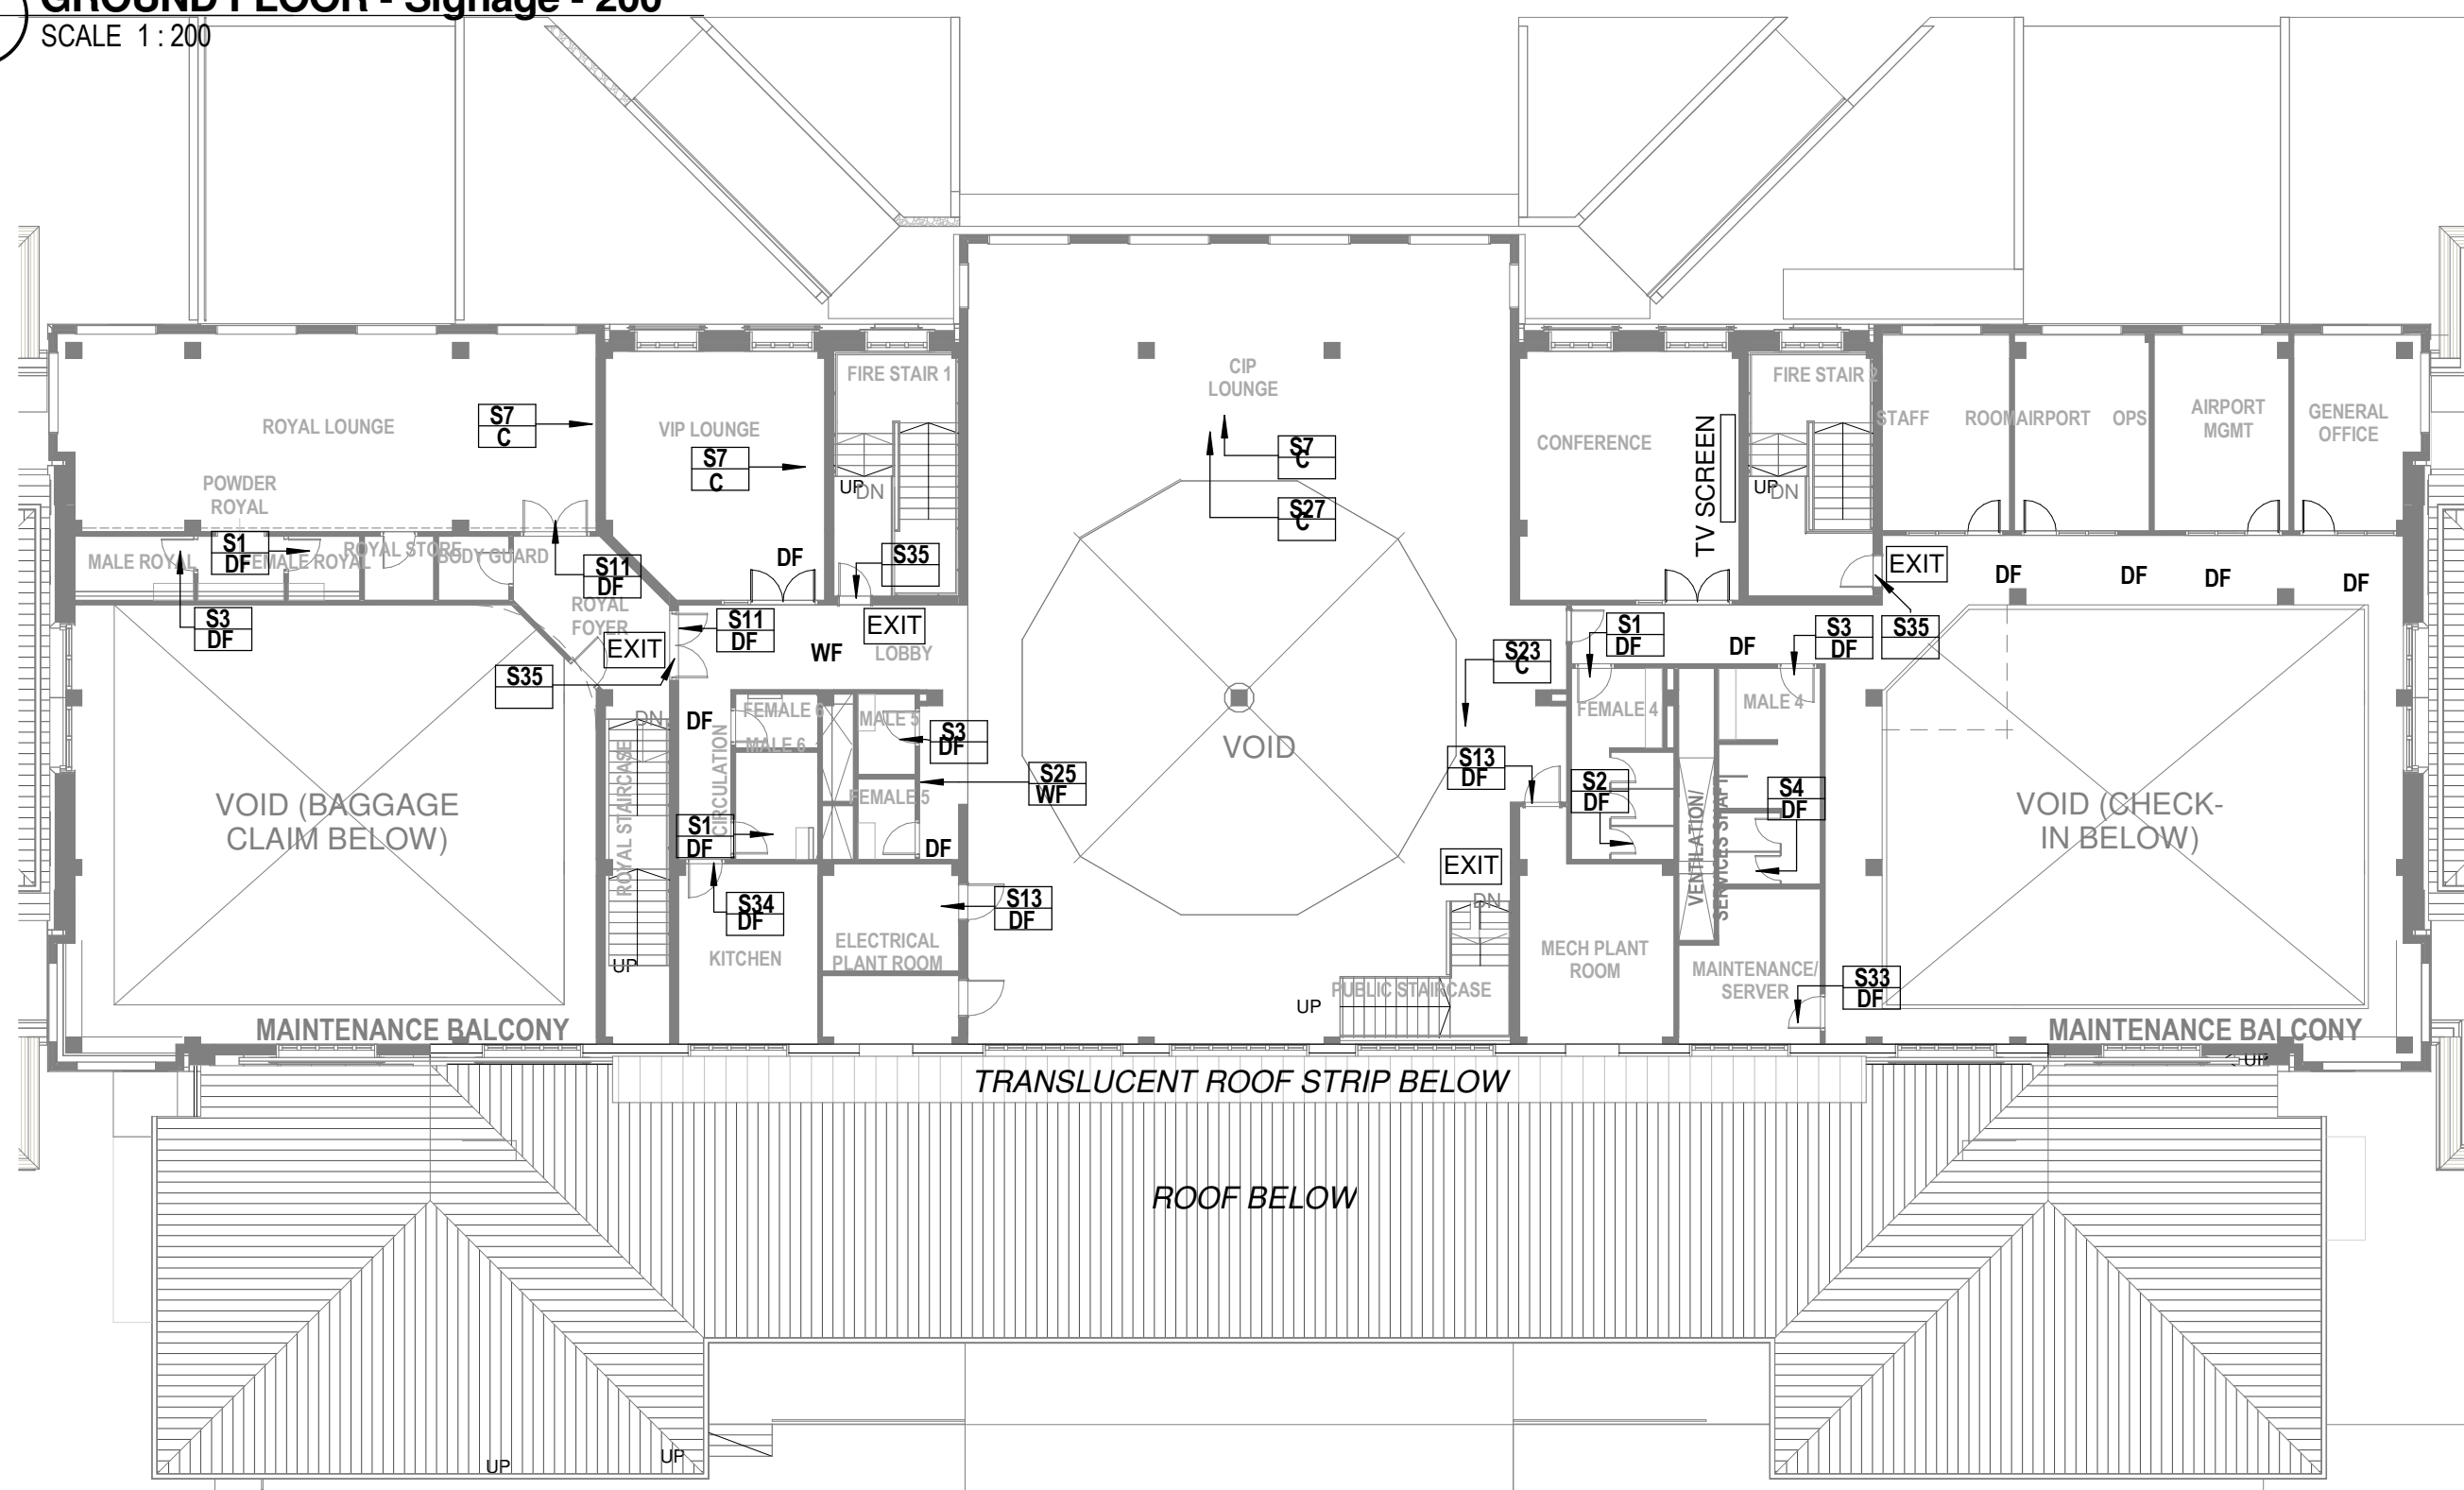 GROUND FLOOR - Signage - 200
SCALE 1 : 200
FIRE STAIR 1
CIP
LOUNGE
FIRE STAIR 2
ROYAL LOUNGE
S7
C
VIP LOUNGE
S7
C
S7
C
CONFERENCE
TV SCREEN
STAFF ROOM
AIRPORT OPS
AIRPORT
MGMT
GENERAL
OFFICE
POWDER
ROYAL
UP
DN
S27
C
UP
DN
MALE ROYAL
S1
DF
FEMALE ROYAL
ROYAL STORE
BODY GUARD
S11
DF
DF
S35
EXIT
DF
DF
DF
DF
S3
DF
ROYAL
FOYER
EXIT
S11
DF
WF
EXIT
LOBBY
S23
C
S1
DF
DF
S3
DF
S35
S35
DN
DF
FEMALE 6
MALE 6
MALE 5
S3
DF
VOID
S13
DF
FEMALE 4
MALE 4
VOID (BAGGAGE
CLAIM BELOW)
ROYAL STAIRCASE
CIRCULATION
S25
WF
FEMALE 5
S2
DF
VENTILATION/
SERVICES SHAFT
S4
DF
VOID (CHECK-
IN BELOW)
S1
DF
DF
EXIT
S34
DF
S13
DF
DN
KITCHEN
ELECTRICAL
PLANT ROOM
UP
UP
PUBLIC STAIRCASE
MECH PLANT
ROOM
MAINTENANCE/
SERVER
S33
DF
MAINTENANCE BALCONY
MAINTENANCE BALCONY
UP
TRANSLUCENT ROOF STRIP BELOW
ROOF BELOW
UP
UP